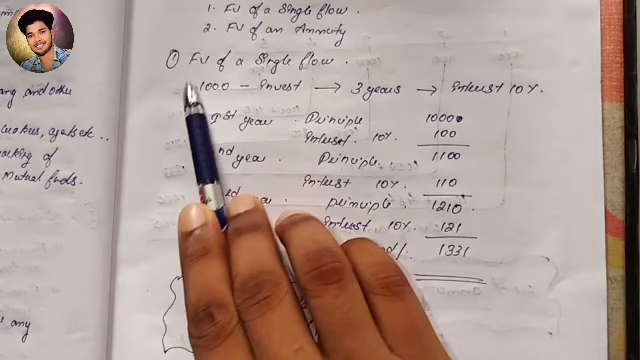 1. FV of a Single flow.
2. FV of an Annuity
① FV of a Single flow.
1000 - Invest → 3 years → Interest 10%.
year. Principle 1000
Interest. 10% 100
nd year. Principle. 1100
Interest 10%. 110
principle. 1210.
Interest 10%. 121
1331
ang and other
working of
Mutual funds.
any